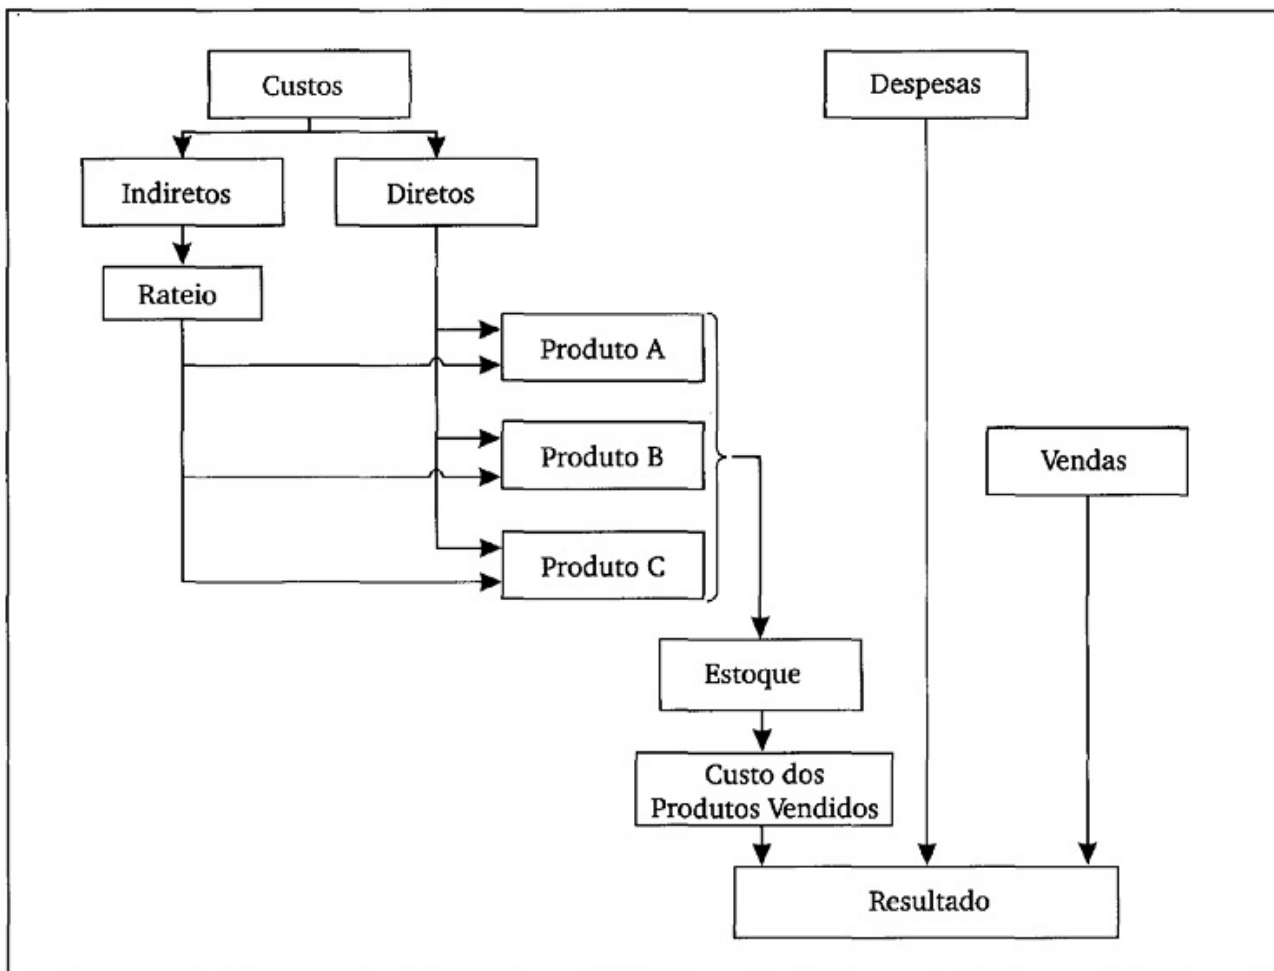 Custos
Despesas
Indiretos
Diretos
Rateio
Produto A
Produto B
Vendas
Produto C
Estoque
Custo dos
Produtos Vendidos
Resultado